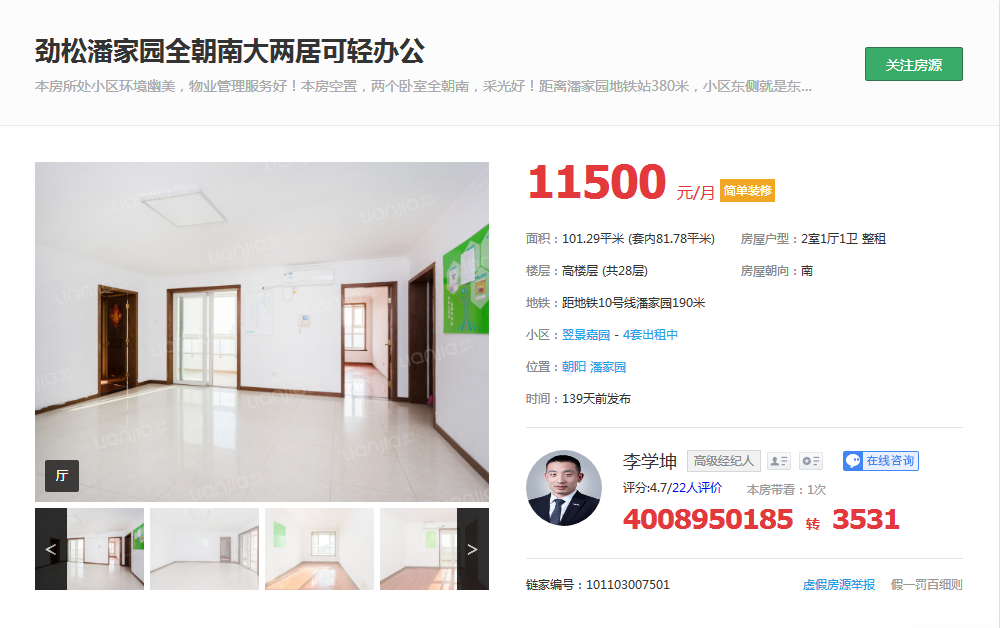 劲松潘家园全朝南大两居可轻办公
本房所处小区环境幽美，物业管理服务好！本房空置，两个卧室全朝南，采光好！距离潘家园地铁站380米，小区东侧就是东...
关注房源
11500 元/月 简单装修
面积：101.29平米 (套内81.78平米) 房屋户型：2室1厅1卫 整租
楼层：高楼层 (共28层) 房屋朝向：南
地铁：距地铁10号线潘家园190米
小区：翌景嘉园 - 4套出租中
位置：朝阳 潘家园
时间：139天前发布
厅
李学坤 高级经纪人 在线咨询
评分:4.7/22人评价 本房带看：1次
4008950185 转 3531
< >
链家编号：101103007501 虚假房源举报 假一罚百细则
lianjia